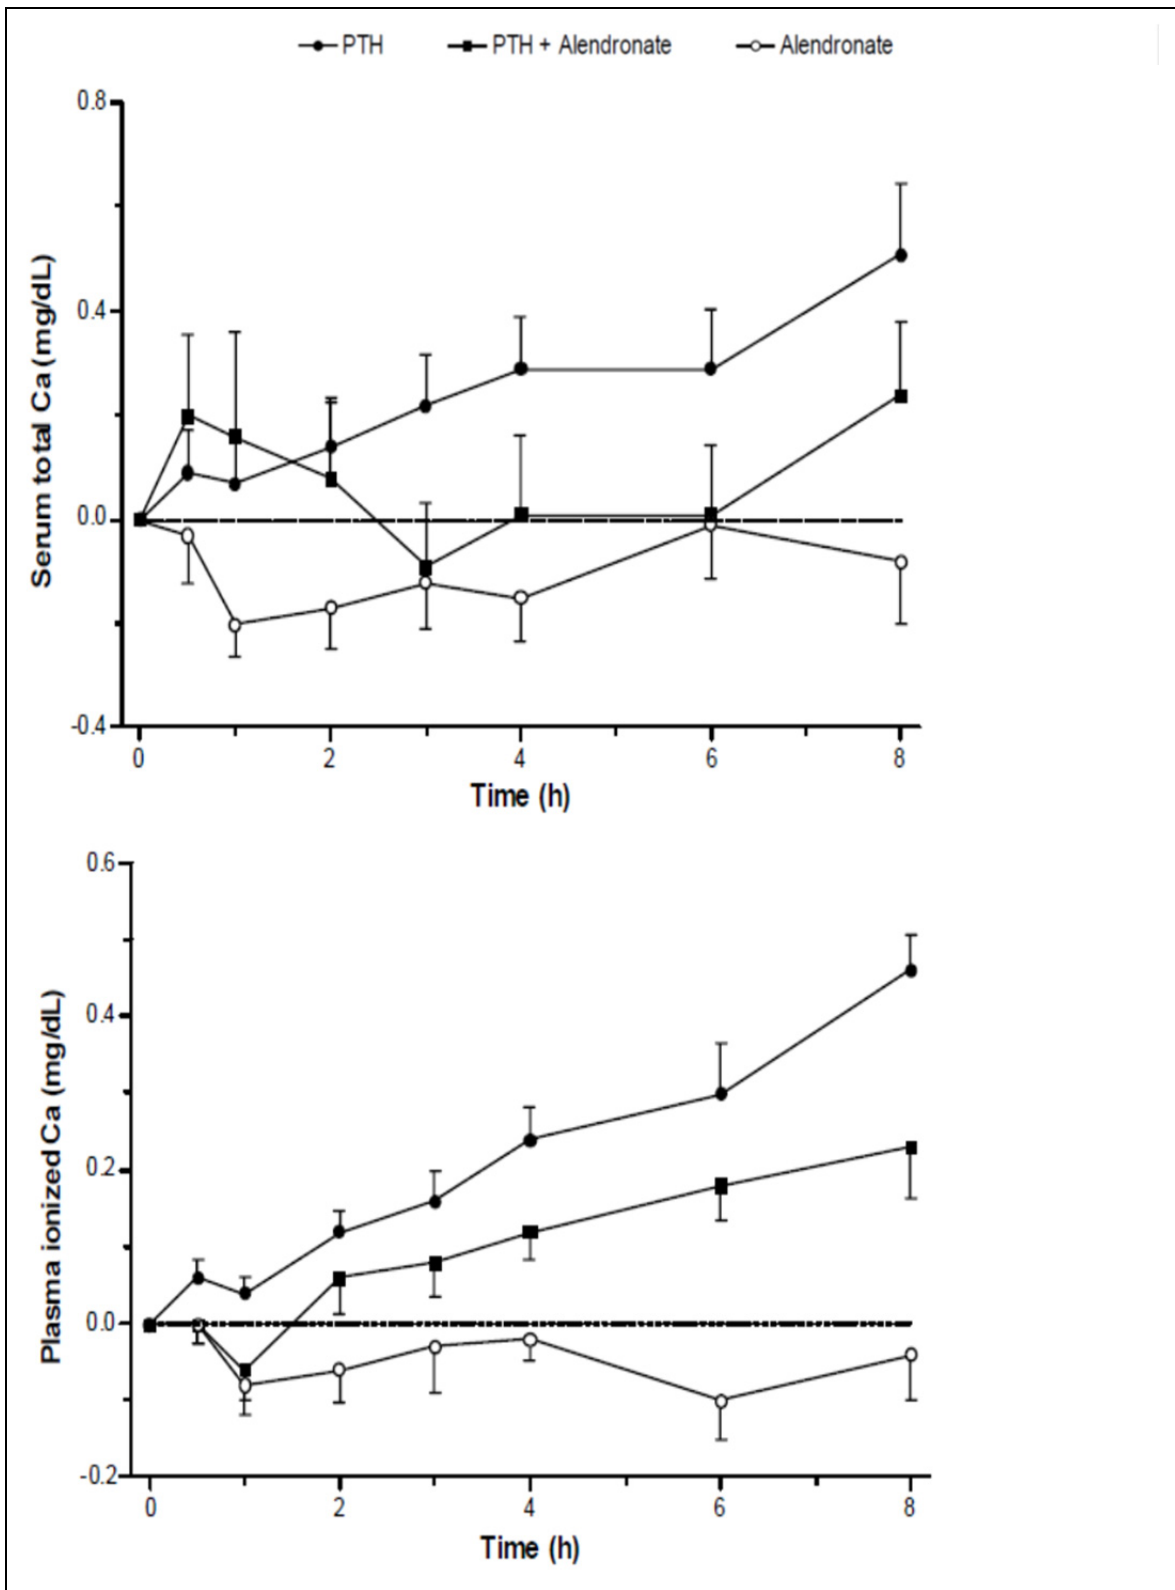 PTH PTH + Alendronate Alendronate
0.8
0.4
0.0
-0.4
Serum total Ca (mg/dL)
0 2 4 6 8
Time (h)
0.6
0.4
0.2
0.0
-0.2
Plasma ionized Ca (mg/dL)
0 2 4 6 8
Time (h)